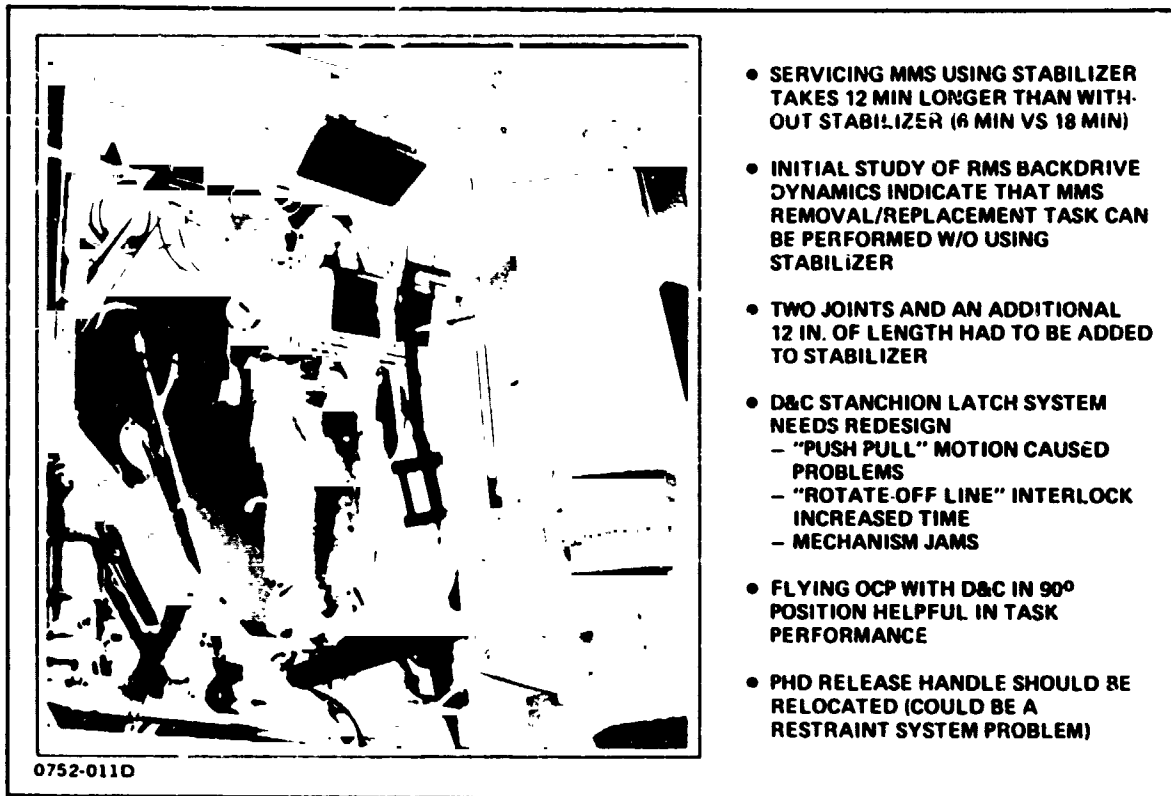 • SERVICING MMS USING STABILIZER
TAKES 12 MIN LONGER THAN WITH-
OUT STABILIZER (6 MIN VS 18 MIN)
• INITIAL STUDY OF RMS BACKDRIVE
DYNAMICS INDICATE THAT MMS
REMOVAL/REPLACEMENT TASK CAN
BE PERFORMED W/O USING
STABILIZER
• TWO JOINTS AND AN ADDITIONAL
12 IN. OF LENGTH HAD TO BE ADDED
TO STABILIZER
• D&C STANCHION LATCH SYSTEM
NEEDS REDESIGN
– "PUSH PULL" MOTION CAUSED
PROBLEMS
– "ROTATE-OFF LINE" INTERLOCK
INCREASED TIME
– MECHANISM JAMS
• FLYING OCP WITH D&C IN 90º
POSITION HELPFUL IN TASK
PERFORMANCE
• PHD RELEASE HANDLE SHOULD BE
RELOCATED (COULD BE A
RESTRAINT SYSTEM PROBLEM)
0752-011D